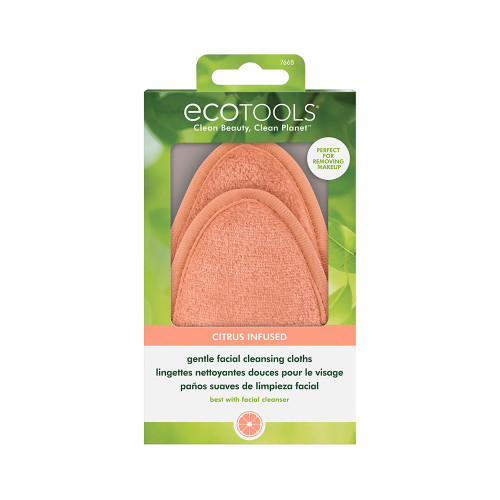 7668
ecoTOOLS®
Clean Beauty, Clean Planet™
PERFECT
FOR
REMOVING
MAKEUP
CITRUS INFUSED
gentle facial cleansing cloths
lingettes nettoyantes douces pour le visage
paños suaves de limpieza facial
best with facial cleanser